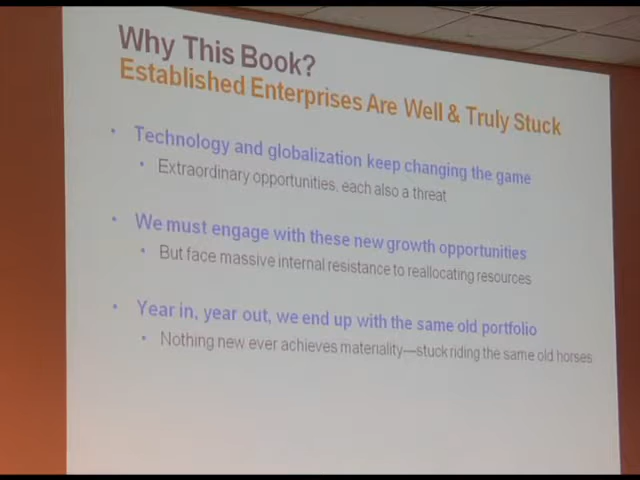 Why This Book?
Established Enterprises Are Well & Truly Stuck
• Technology and globalization keep changing the game
• Extraordinary opportunities, each also a threat
• We must engage with these new growth opportunities
• But face massive internal resistance to reallocating resources
• Year in, year out, we end up with the same old portfolio
• Nothing new ever achieves materiality—stuck riding the same old horses